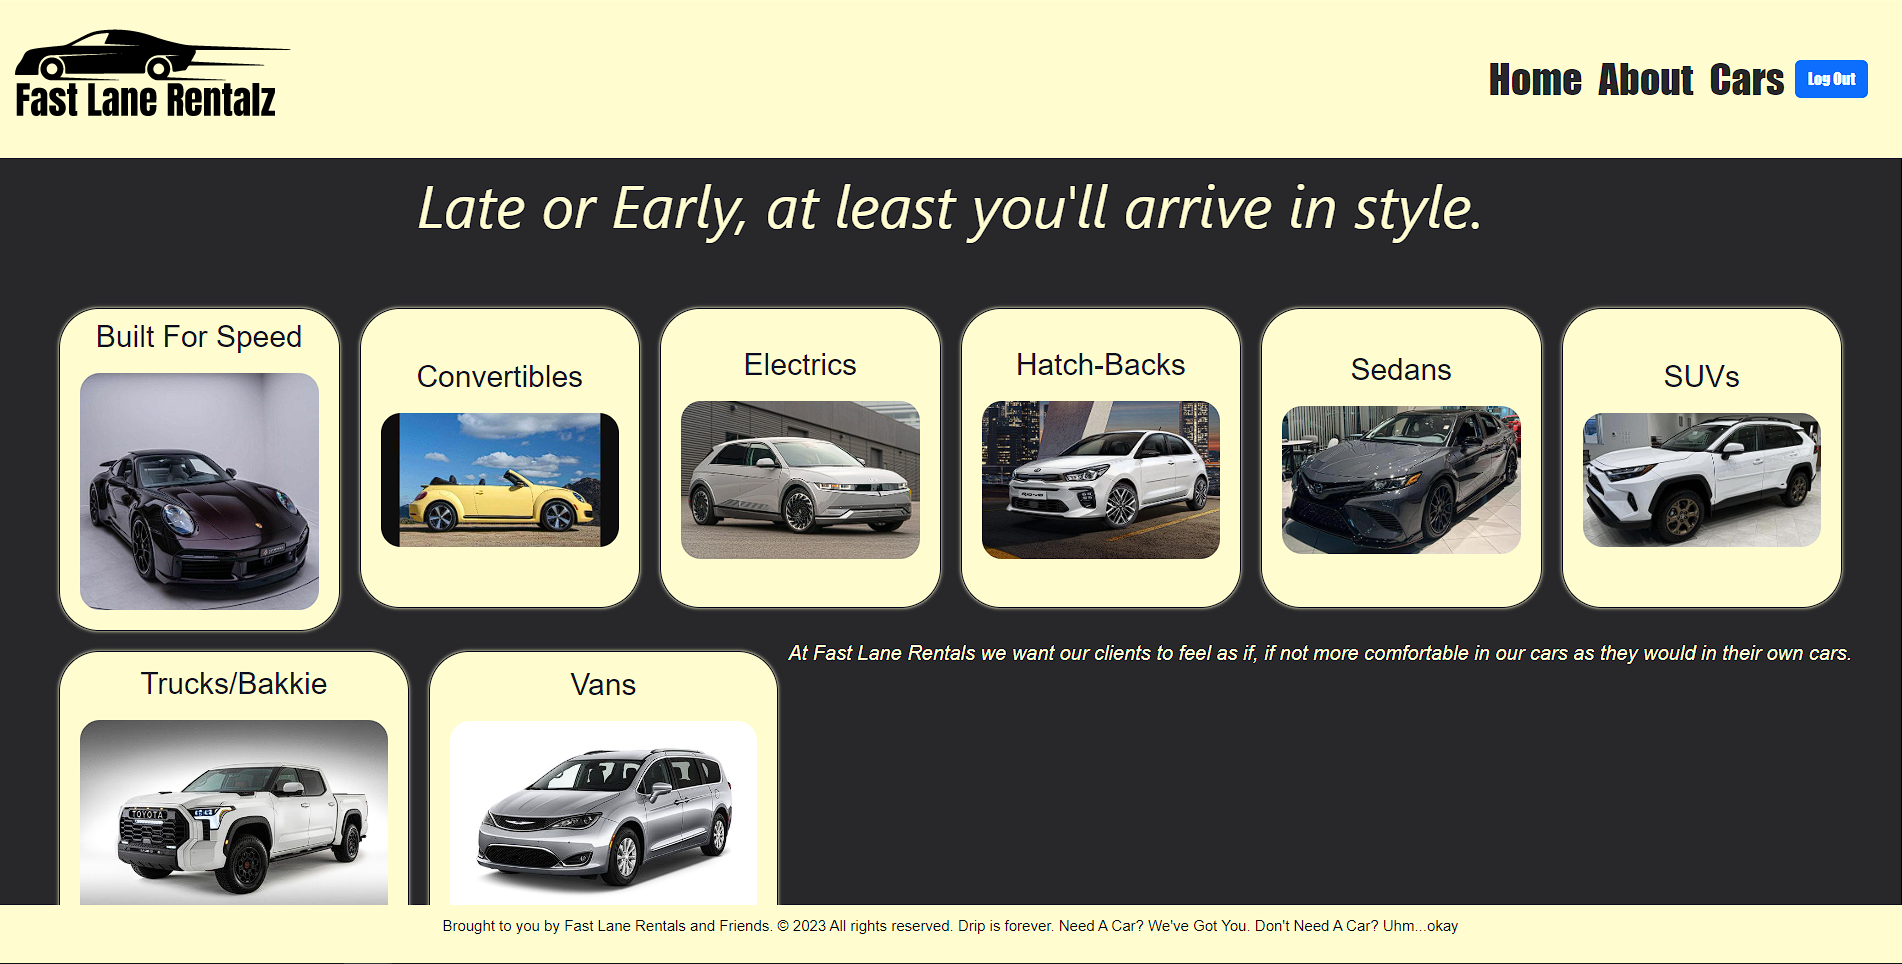 Fast Lane Rentalz
Home About Cars Log Out
Late or Early, at least you'll arrive in style.
Built For Speed
Convertibles
Electrics
Hatch-Backs
Sedans
SUVs
At Fast Lane Rentals we want our clients to feel as if, if not more comfortable in our cars as they would in their own cars.
Trucks/Bakkie
Vans
TOYOTA
Brought to you by Fast Lane Rentals and Friends. © 2023 All rights reserved. Drip is forever. Need A Car? We've Got You. Don't Need A Car? Uhm...okay